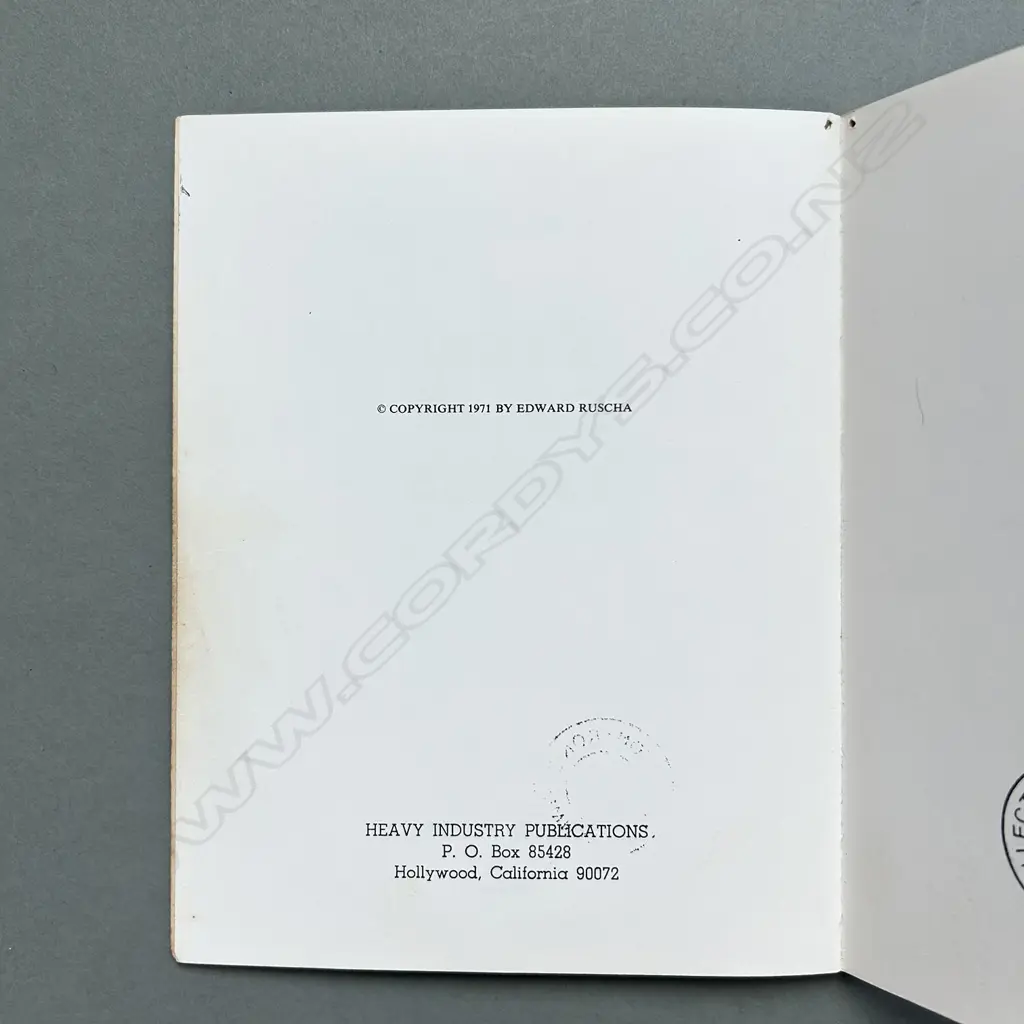 © COPYRIGHT 1971 BY EDWARD RUSCHA
HEAVY INDUSTRY PUBLICATIONS
P. O. Box 85428
Hollywood, California 90072
WWW.CORDYS.CO.NZ